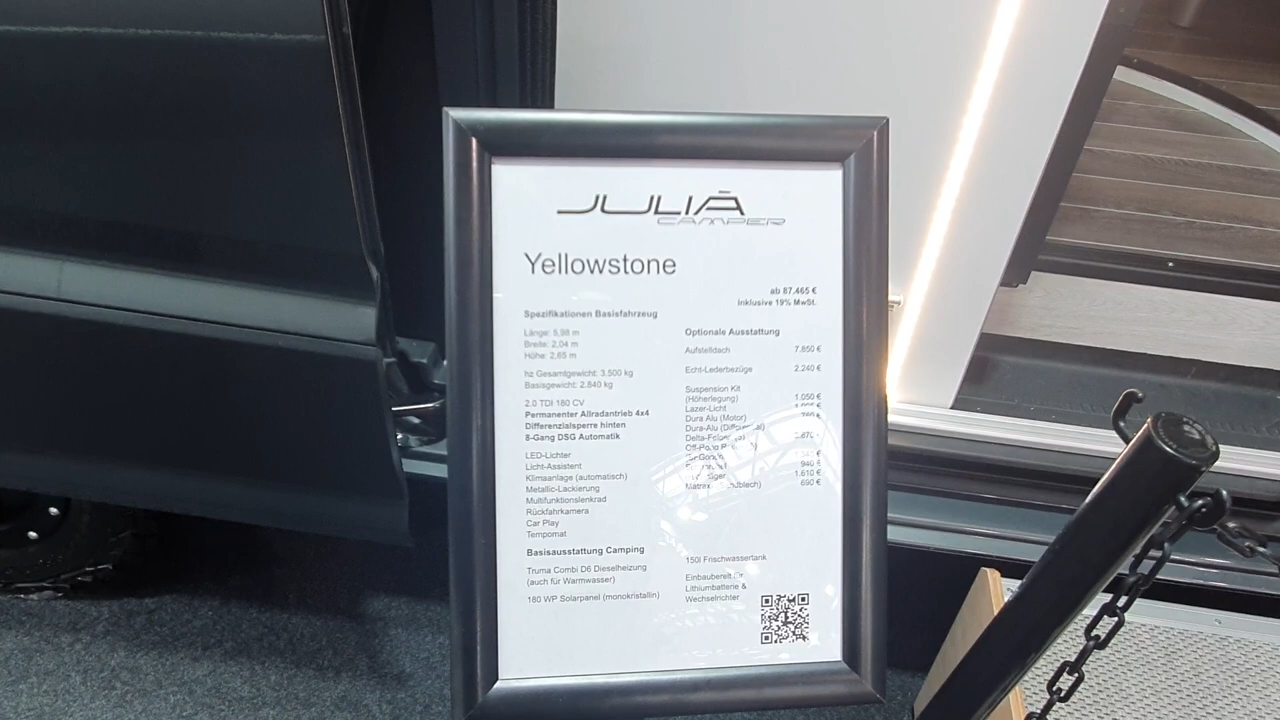 JULIÀ
CAMPER
Yellowstone
ab 87.465 €
inklusive 19% MwSt.
Spezifikationen Basisfahrzeug
Länge: 5,98 m
Breite: 2,04 m
Höhe: 2,65 m
hz Gesamtgewicht: 3.500 kg
Basisgewicht: 2.840 kg
2.0 TDI 180 CV
Permanenter Allradantrieb 4x4
Differenzialsperre hinten
8-Gang DSG Automatik
LED-Lichter
Licht-Assistent
Klimaanlage (automatisch)
Metallic-Lackierung
Multifunktionslenkrad
Rückfahrkamera
Car Play
Tempomat
Basisausstattung Camping
Truma Combi D6 Dieselheizung
(auch für Warmwasser)
180 WP Solarpanel (monokristallin)
Optionale Ausstattung
Aufstelldach 7.850 €
Echt-Lederbezüge 2.240 €
Suspension Kit
(Höherlegung) 1.050 €
Lazer-Licht
Dura Alu (Motor)
Dura-Alu
940 €
1.610 €
690 €
150l Frischwassertank
Einbaubereit für
Lithiumbatterie &
Wechselrichter